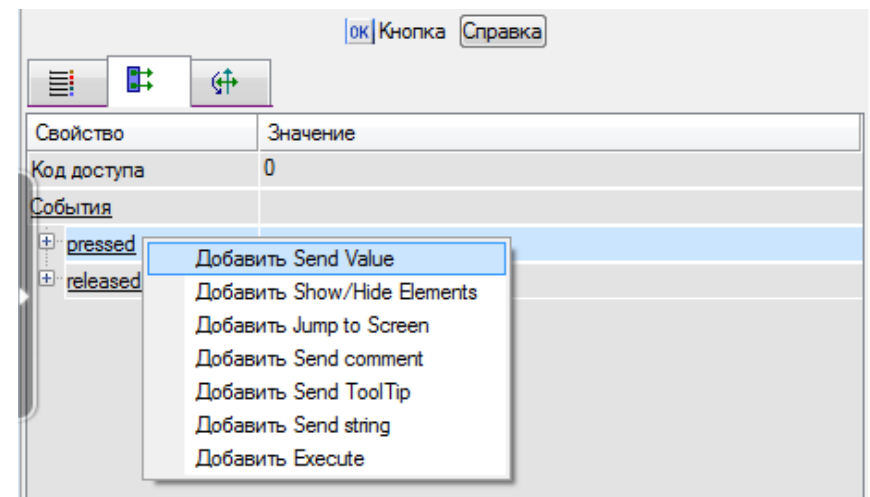 ОК Кнопка Справка
Свойство Значение
Код доступа 0
События
pressed
Добавить Send Value
released
Добавить Show/Hide Elements
Добавить Jump to Screen
Добавить Send comment
Добавить Send ToolTip
Добавить Send string
Добавить Execute